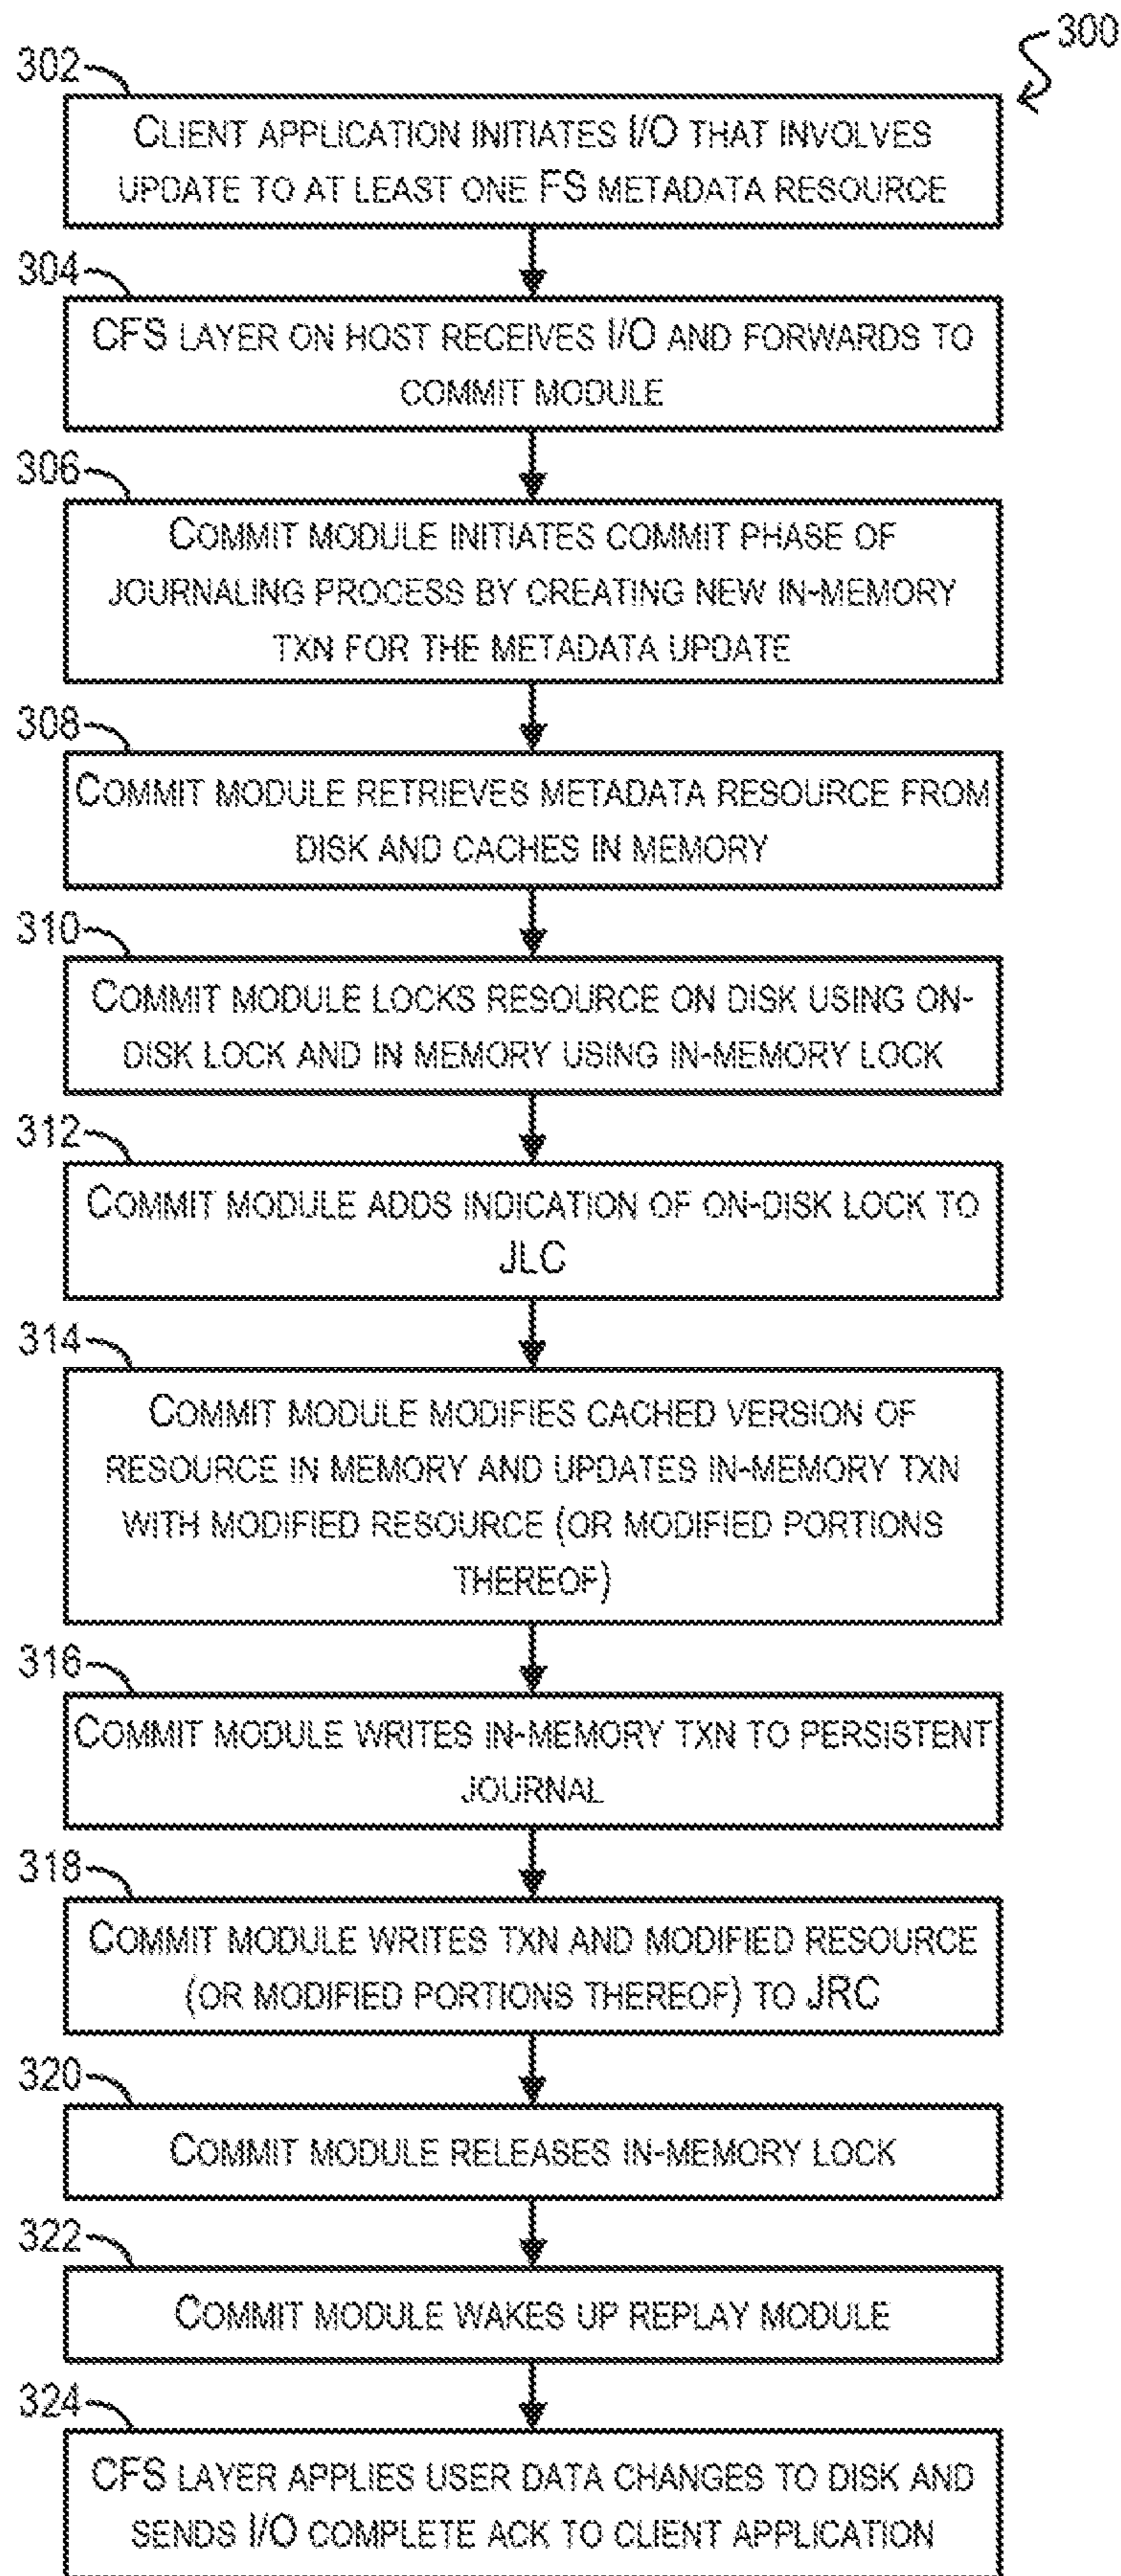 300
302
CLIENT APPLICATION INITIATES I/O THAT INVOLVES
UPDATE TO AT LEAST ONE FS METADATA RESOURCE
304
CFS LAYER ON HOST RECEIVES I/O AND FORWARDS TO
COMMIT MODULE
306
COMMIT MODULE INITIATES COMMIT PHASE OF
JOURNALING PROCESS BY CREATING NEW IN-MEMORY
TXN FOR THE METADATA UPDATE
308
COMMIT MODULE RETRIEVES METADATA RESOURCE FROM
DISK AND CACHES IN MEMORY
310
COMMIT MODULE LOCKS RESOURCE ON DISK USING ON-
DISK LOCK AND IN MEMORY USING IN-MEMORY LOCK
312
COMMIT MODULE ADDS INDICATION OF ON-DISK LOCK TO
JLC
314
COMMIT MODULE MODIFIES CACHED VERSION OF
RESOURCE IN MEMORY AND UPDATES IN-MEMORY TXN
WITH MODIFIED RESOURCE (OR MODIFIED PORTIONS
THEREOF)
316
COMMIT MODULE WRITES IN-MEMORY TXN TO PERSISTENT
JOURNAL
318
COMMIT MODULE WRITES TXN AND MODIFIED RESOURCE
(OR MODIFIED PORTIONS THEREOF) TO JRC
320
COMMIT MODULE RELEASES IN-MEMORY LOCK
322
COMMIT MODULE WAKES UP REPLAY MODULE
324
CFS LAYER APPLIES USER DATA CHANGES TO DISK AND
SENDS I/O COMPLETE ACK TO CLIENT APPLICATION